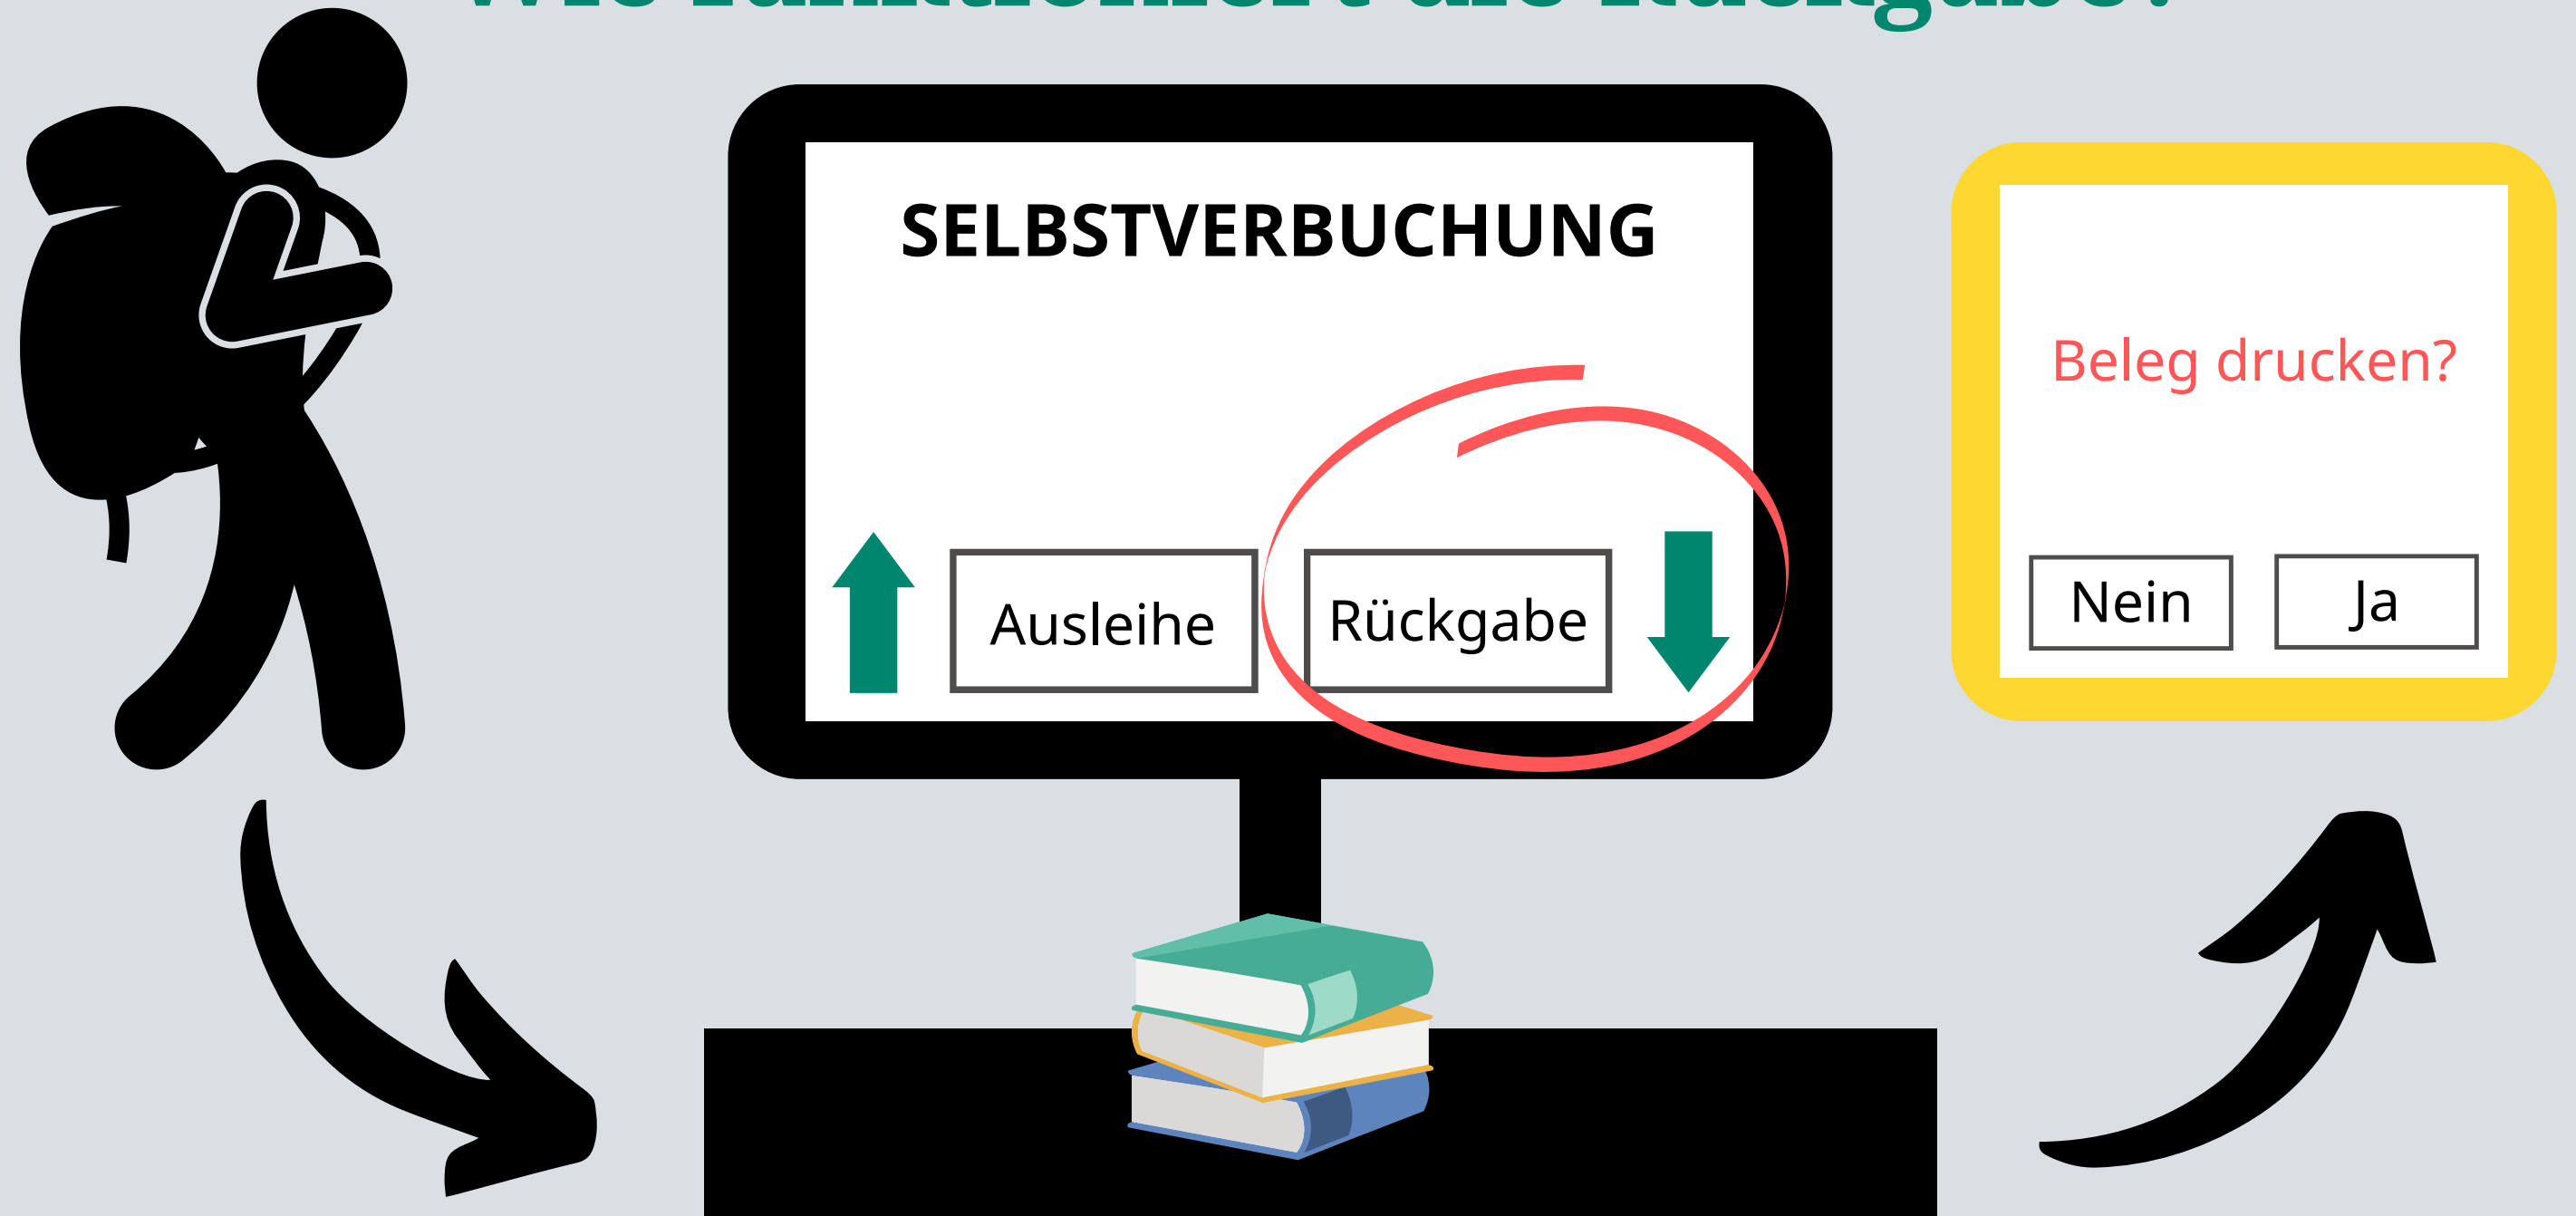 SELBSTVERBUCHUNG
Ausleihe
Rückgabe
Beleg drucken?
Nein
Ja